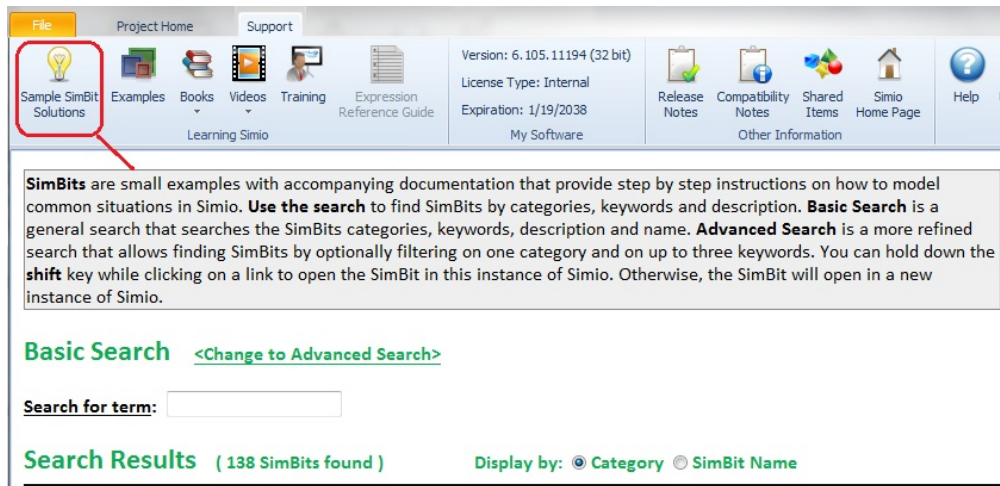 File Project Home Support
Sample SimBit Solutions Examples Books Videos Training Expression Reference Guide
Learning Simio
Version: 6.105.11194 (32 bit)
License Type: Internal
Expiration: 1/19/2038
My Software
Release Notes Compatibility Notes Shared Items Simio Home Page
Other Information
Help
SimBits are small examples with accompanying documentation that provide step by step instructions on how to model
common situations in Simio. Use the search to find SimBits by categories, keywords and description. Basic Search is a
general search that searches the SimBits categories, keywords, description and name. Advanced Search is a more refined
search that allows finding SimBits by optionally filtering on one category and on up to three keywords. You can hold down the
shift key while clicking on a link to open the SimBit in this instance of Simio. Otherwise, the SimBit will open in a new
instance of Simio.
Basic Search <Change to Advanced Search>
Search for term:
Search Results ( 138 SimBits found ) Display by: Category SimBit Name